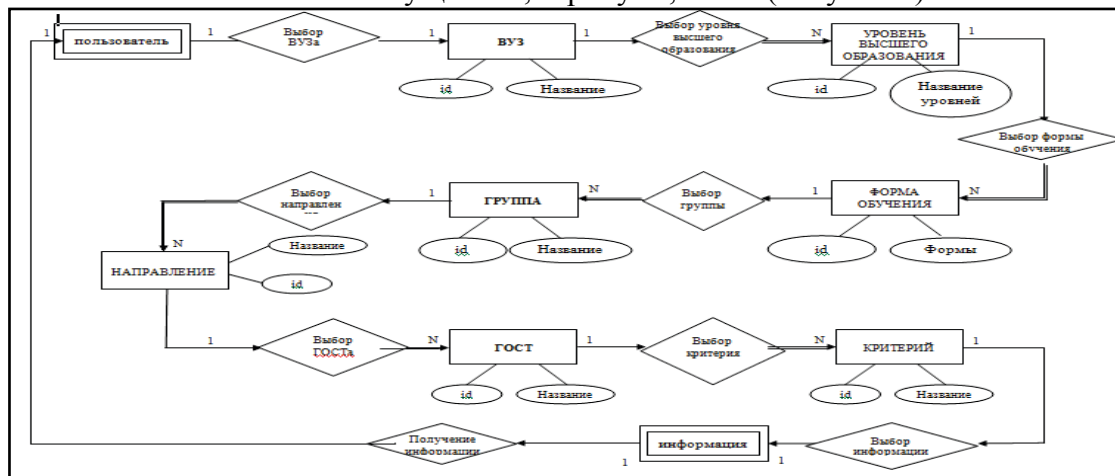 1
пользователь
1
Выбор
ВУЗа
1
ВУЗ
1
Выбор уровня
высшего
образования
N
УРОВЕНЬ
ВЫСШЕГО
ОБРАЗОВАНИЯ
1
id
Название
id
Название
уровней
Выбор формы
обучения
N
ФОРМА
ОБУЧЕНИЯ
1
Выбор
группы
N
ГРУППА
1
Выбор
направлен
N
НАПРАВЛЕНИЕ
Название
id
id
Название
id
Формы
1
Выбор
ГОСТа
N
ГОСТ
1
Выбор
критерия
N
КРИТЕРИЙ
1
id
Название
id
Название
Выбор
информации
1
информация
1
Получение
информации